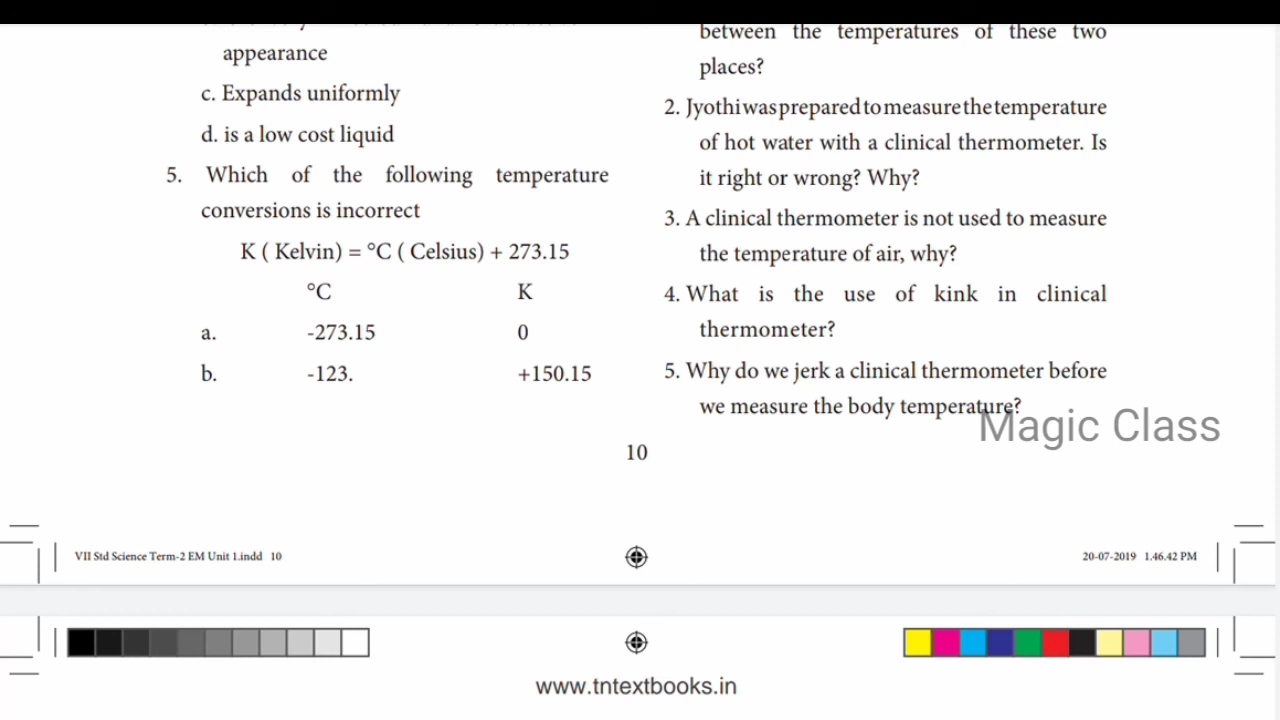 appearance
c. Expands uniformly
d. is a low cost liquid
5. Which of the following temperature
conversions is incorrect
K ( Kelvin) = °C ( Celsius) + 273.15
°C K
a. -273.15 0
b. -123. +150.15
between the temperatures of these two
places?
2. Jyothi was prepared to measure the temperature
of hot water with a clinical thermometer. Is
it right or wrong? Why?
3. A clinical thermometer is not used to measure
the temperature of air, why?
4. What is the use of kink in clinical
thermometer?
5. Why do we jerk a clinical thermometer before
we measure the body temperature?
Magic Class
10
VII Std Science Term-2 EM Unit 1.indd 10
20-07-2019 1.46.42 PM
www.tntextbooks.in